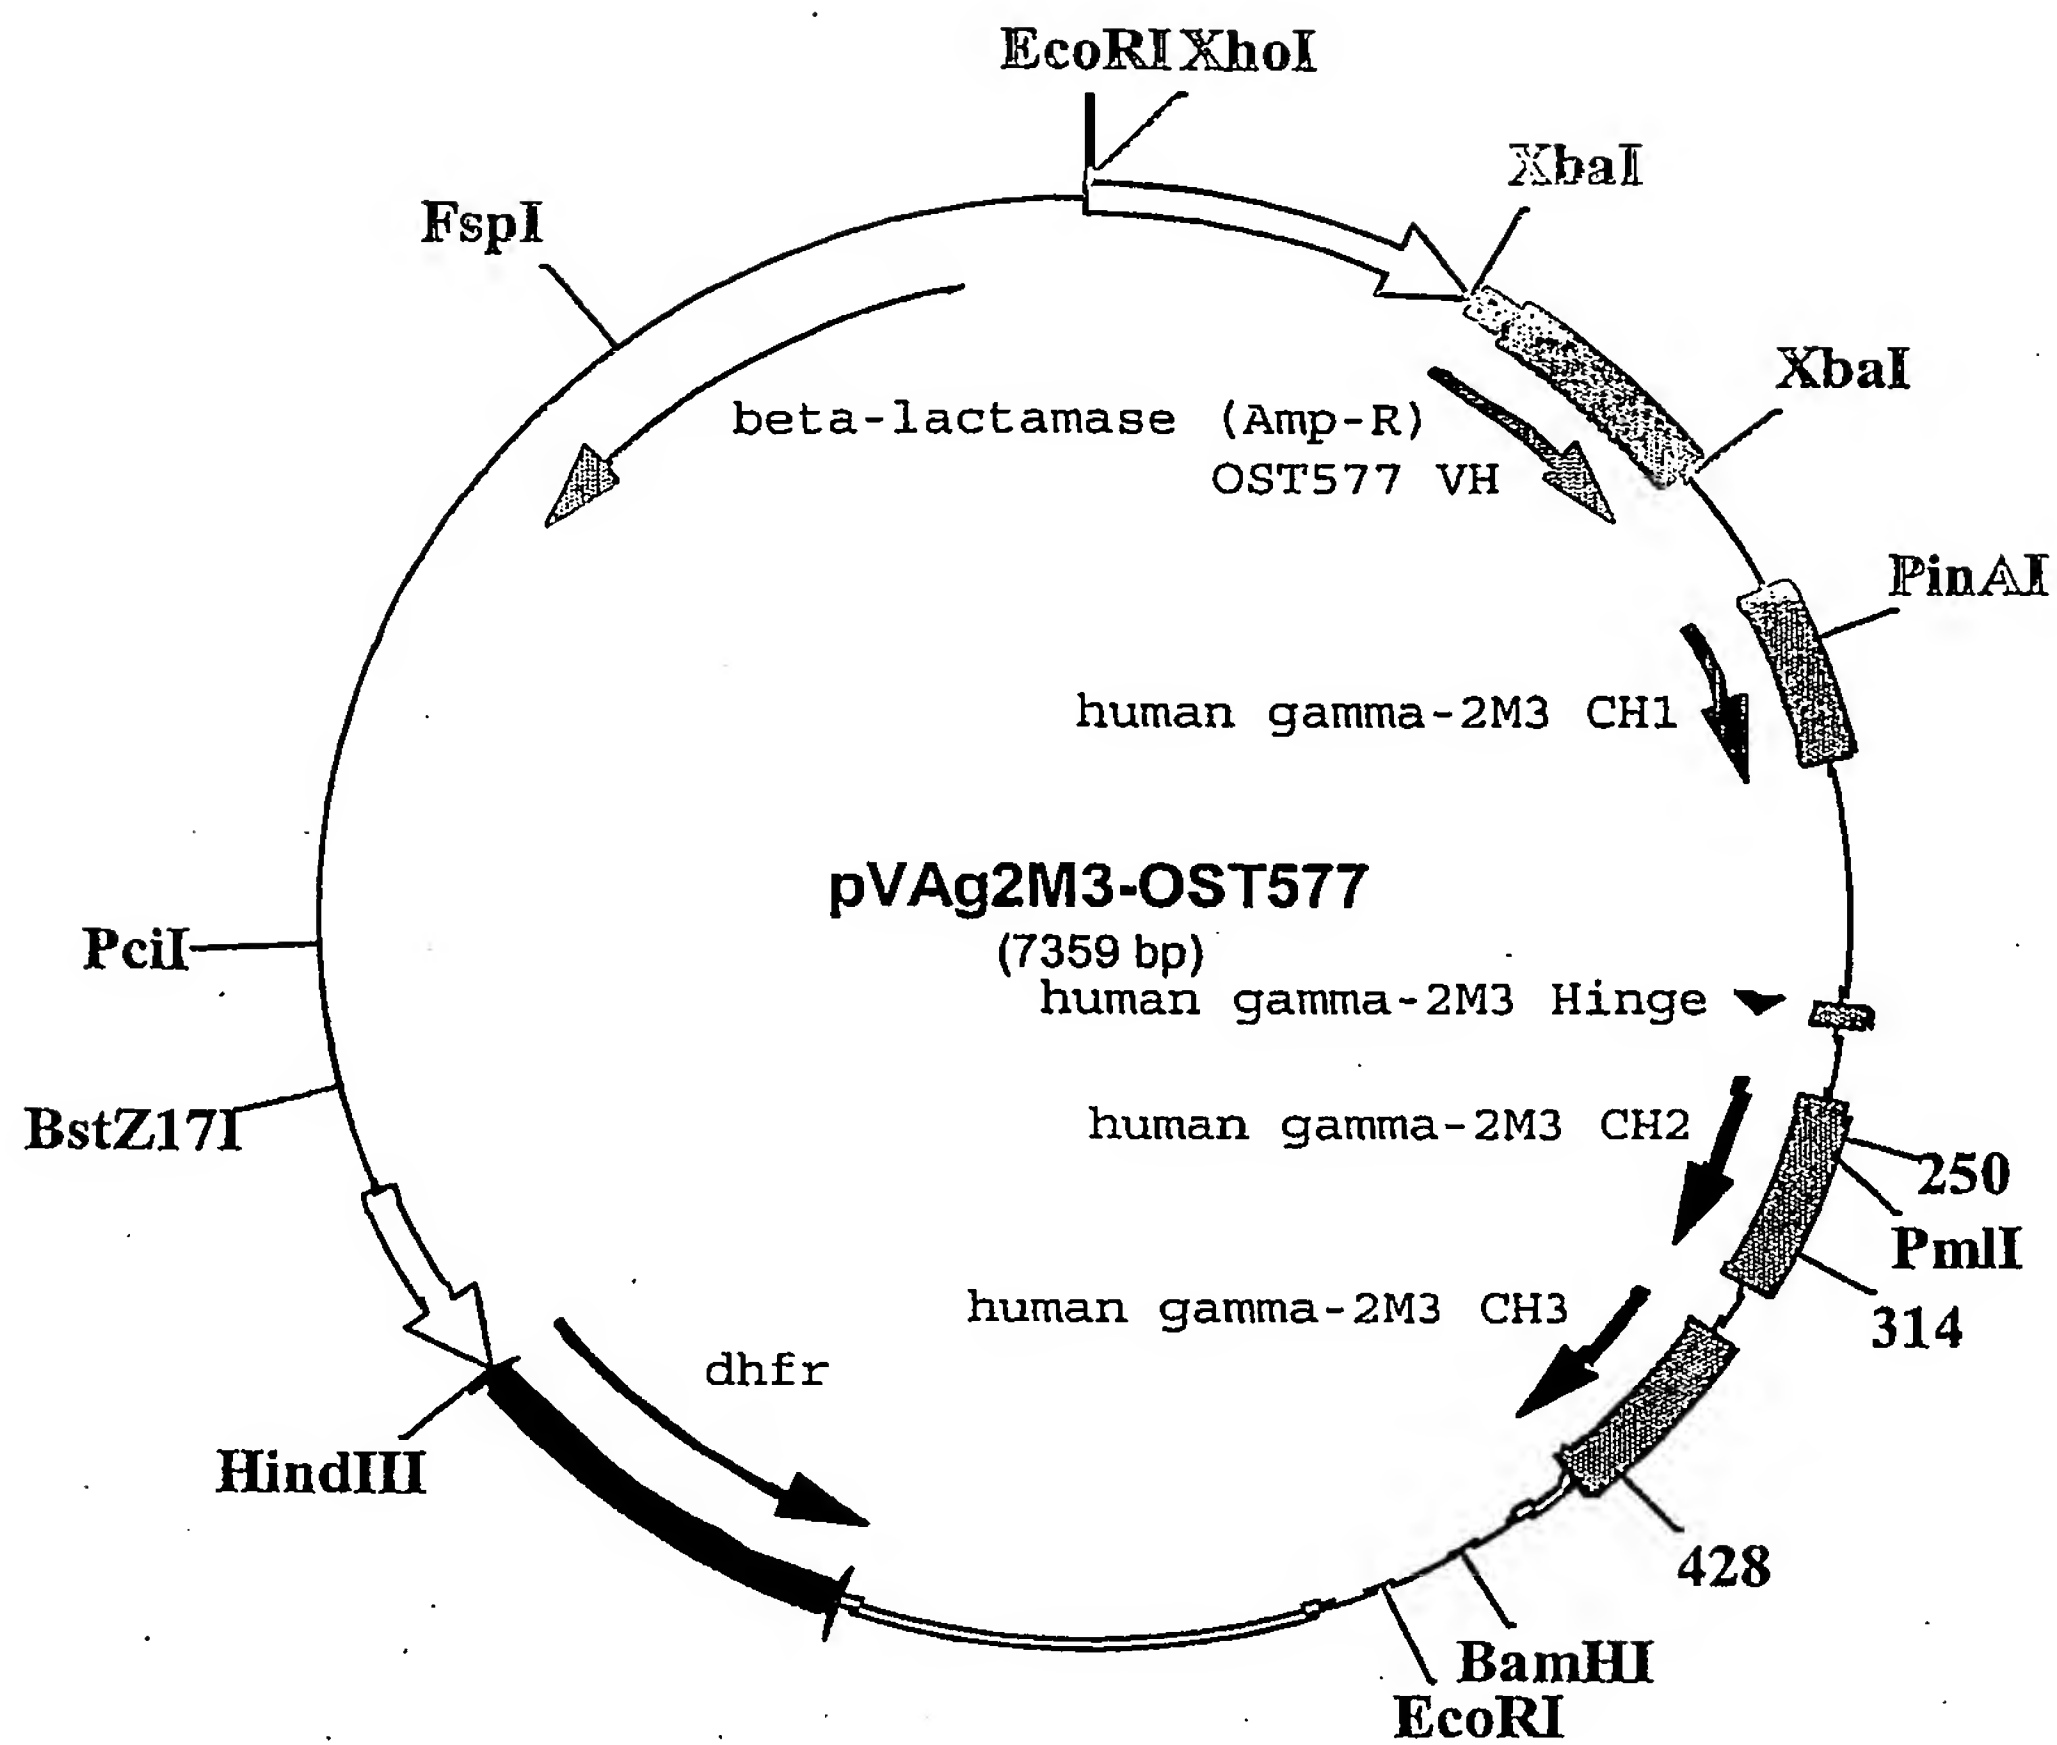 EcoRI XhoI
XbaI
FspI
XbaI
beta-lactamase (Amp-R)
OST577 VH
PinAI
human gamma-2M3 CH1
pVAg2M3-OST577
(7359 bp)
PciI
human gamma-2M3 Hinge
human gamma-2M3 CH2
BstZ17I
250
PmlI
human gamma-2M3 CH3
314
dhfr
HindIII
428
BamHI
EcoRI